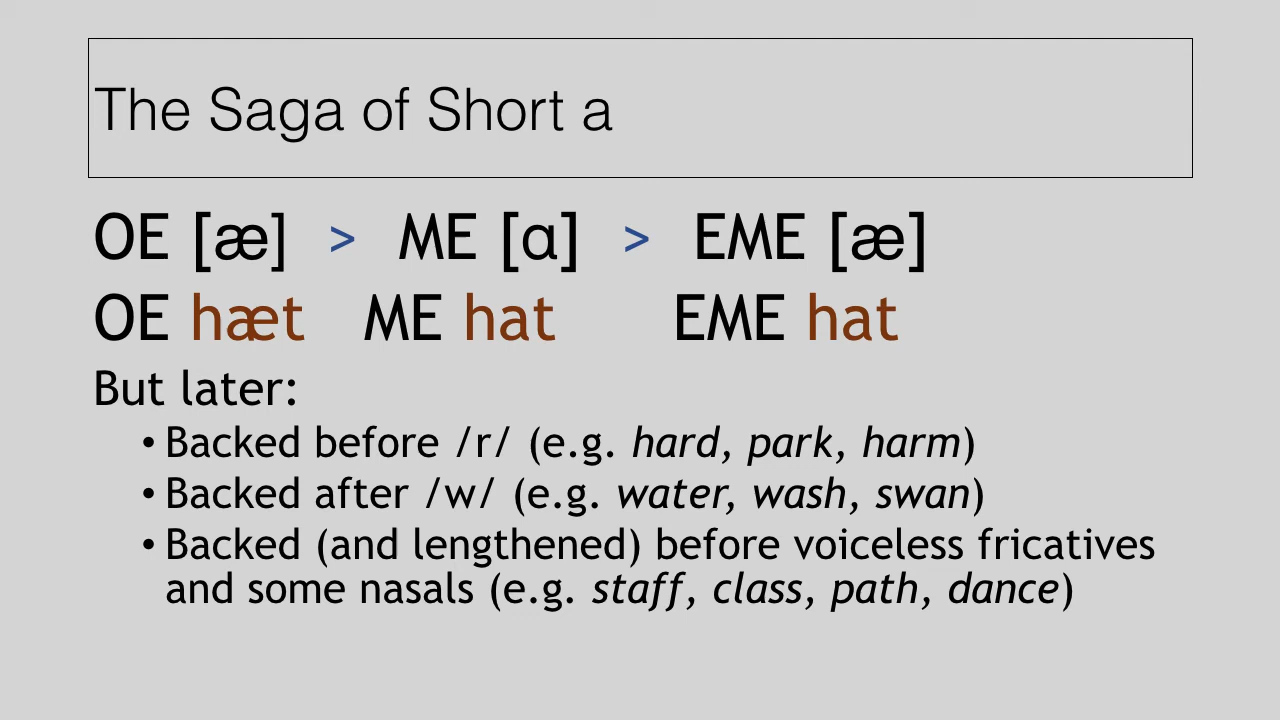 The Saga of Short a
OE [æ] > ME [ɑ] > EME [æ]
OE hæt ME hat EME hat
But later:
• Backed before /r/ (e.g. hard, park, harm)
• Backed after /w/ (e.g. water, wash, swan)
• Backed (and lengthened) before voiceless fricatives
and some nasals (e.g. staff, class, path, dance)